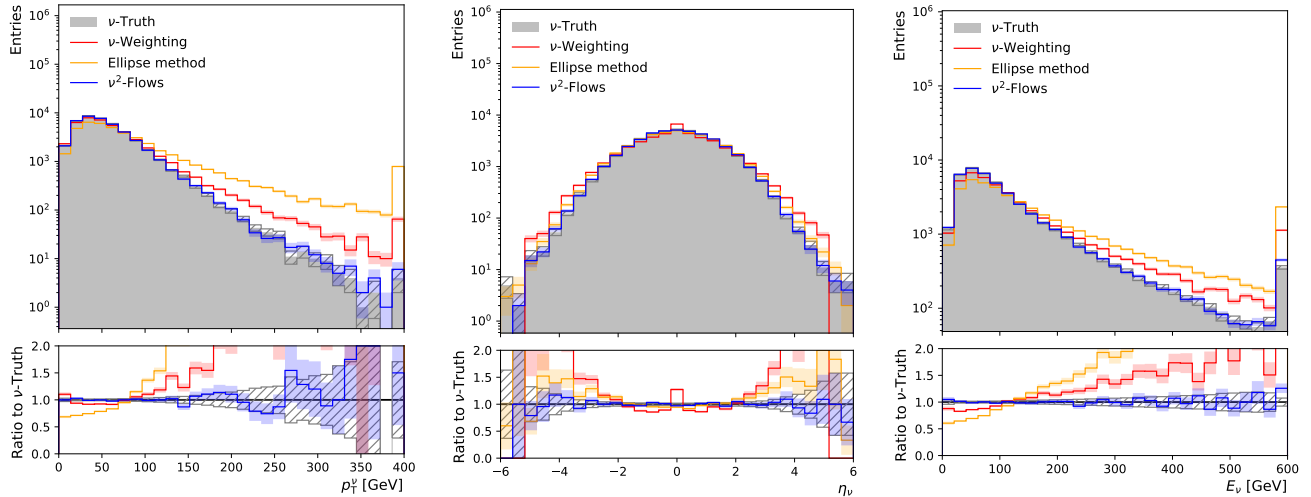 Entries
10⁶
10⁵
10⁴
10³
10²
10¹
10⁰
ν-Truth
ν-Weighting
Ellipse method
ν²-Flows
Ratio to ν-Truth
2.0
1.5
1.0
0.5
0.0
0 50 100 150 200 250 300 350 400
p_T^ν [GeV]
Entries
10⁶
10⁵
10⁴
10³
10²
10¹
10⁰
ν-Truth
ν-Weighting
Ellipse method
ν²-Flows
Ratio to ν-Truth
2.0
1.5
1.0
0.5
0.0
−6 −4 −2 0 2 4 6
η_ν
Entries
10⁶
10⁵
10⁴
10³
10²
ν-Truth
ν-Weighting
Ellipse method
ν²-Flows
Ratio to ν-Truth
2.0
1.5
1.0
0.5
0.0
0 100 200 300 400 500 600
E_ν [GeV]